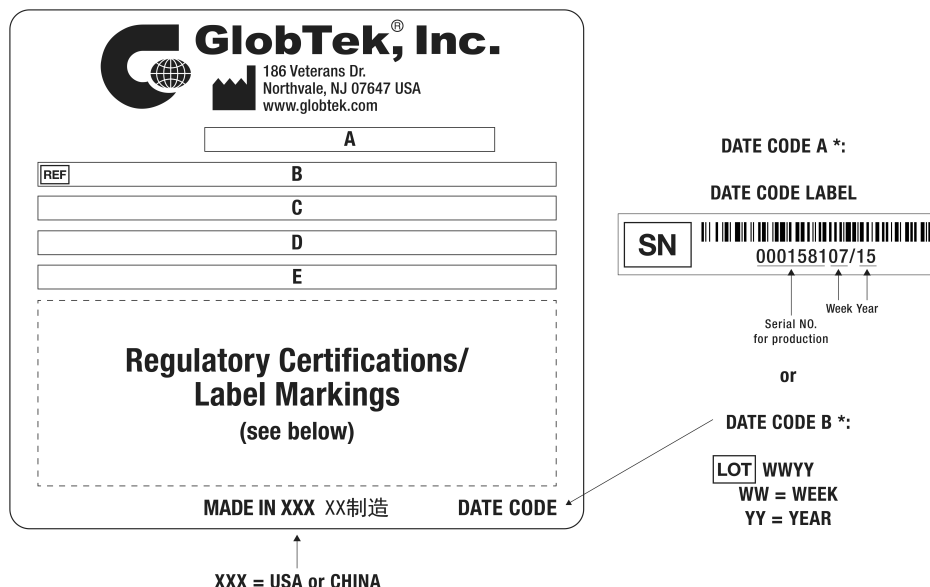 GlobTek®, Inc.
186 Veterans Dr.
Northvale, NJ 07647 USA
www.globtek.com
A
REF B
C
D
E
Regulatory Certifications/
Label Markings
(see below)
MADE IN XXX XX制造 DATE CODE
XXX = USA or CHINA
DATE CODE A *:
DATE CODE LABEL
SN
00015810​7/15
Serial NO.
for production
Week Year
or
DATE CODE B *:
LOT WWYY
WW = WEEK
YY = YEAR